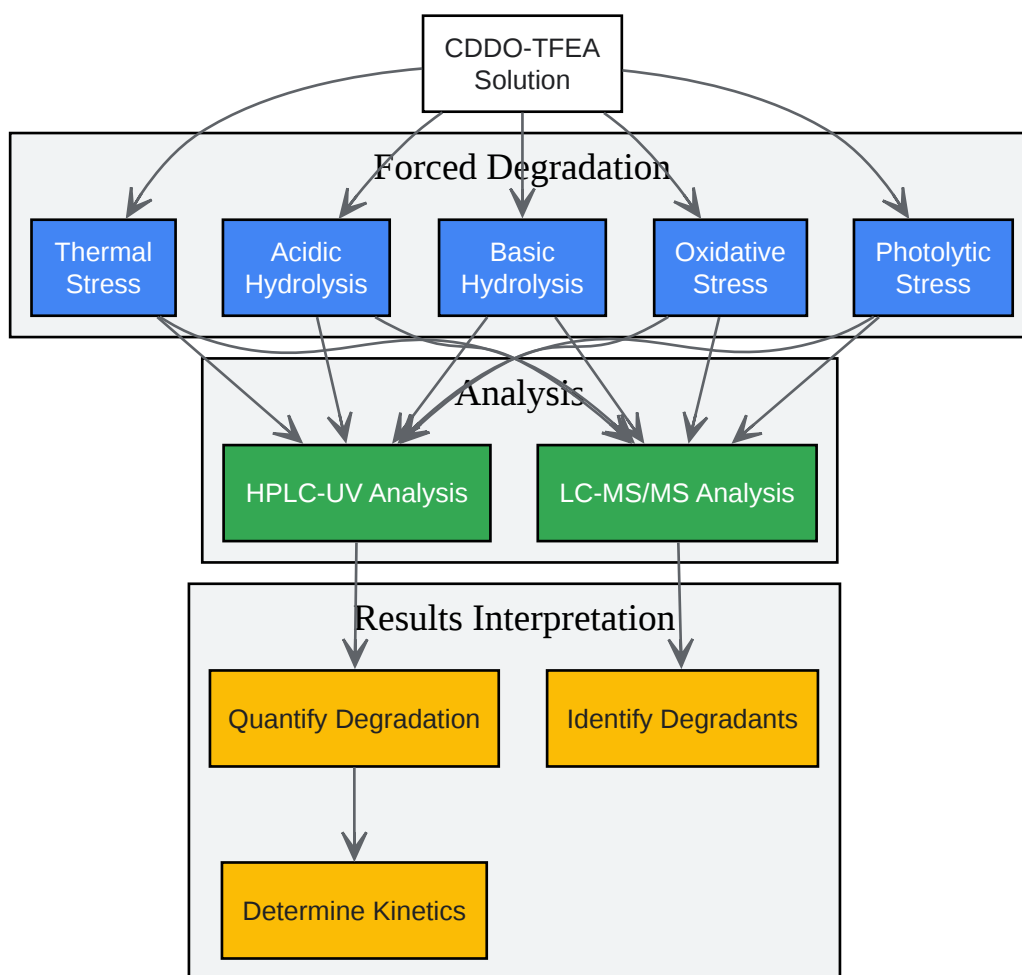 CDDO-TFEA
Solution
Forced Degradation
Thermal
Stress
Acidic
Hydrolysis
Basic
Hydrolysis
Oxidative
Stress
Photolytic
Stress
Analysis
HPLC-UV Analysis
LC-MS/MS Analysis
Results Interpretation
Quantify Degradation
Identify Degradants
Determine Kinetics